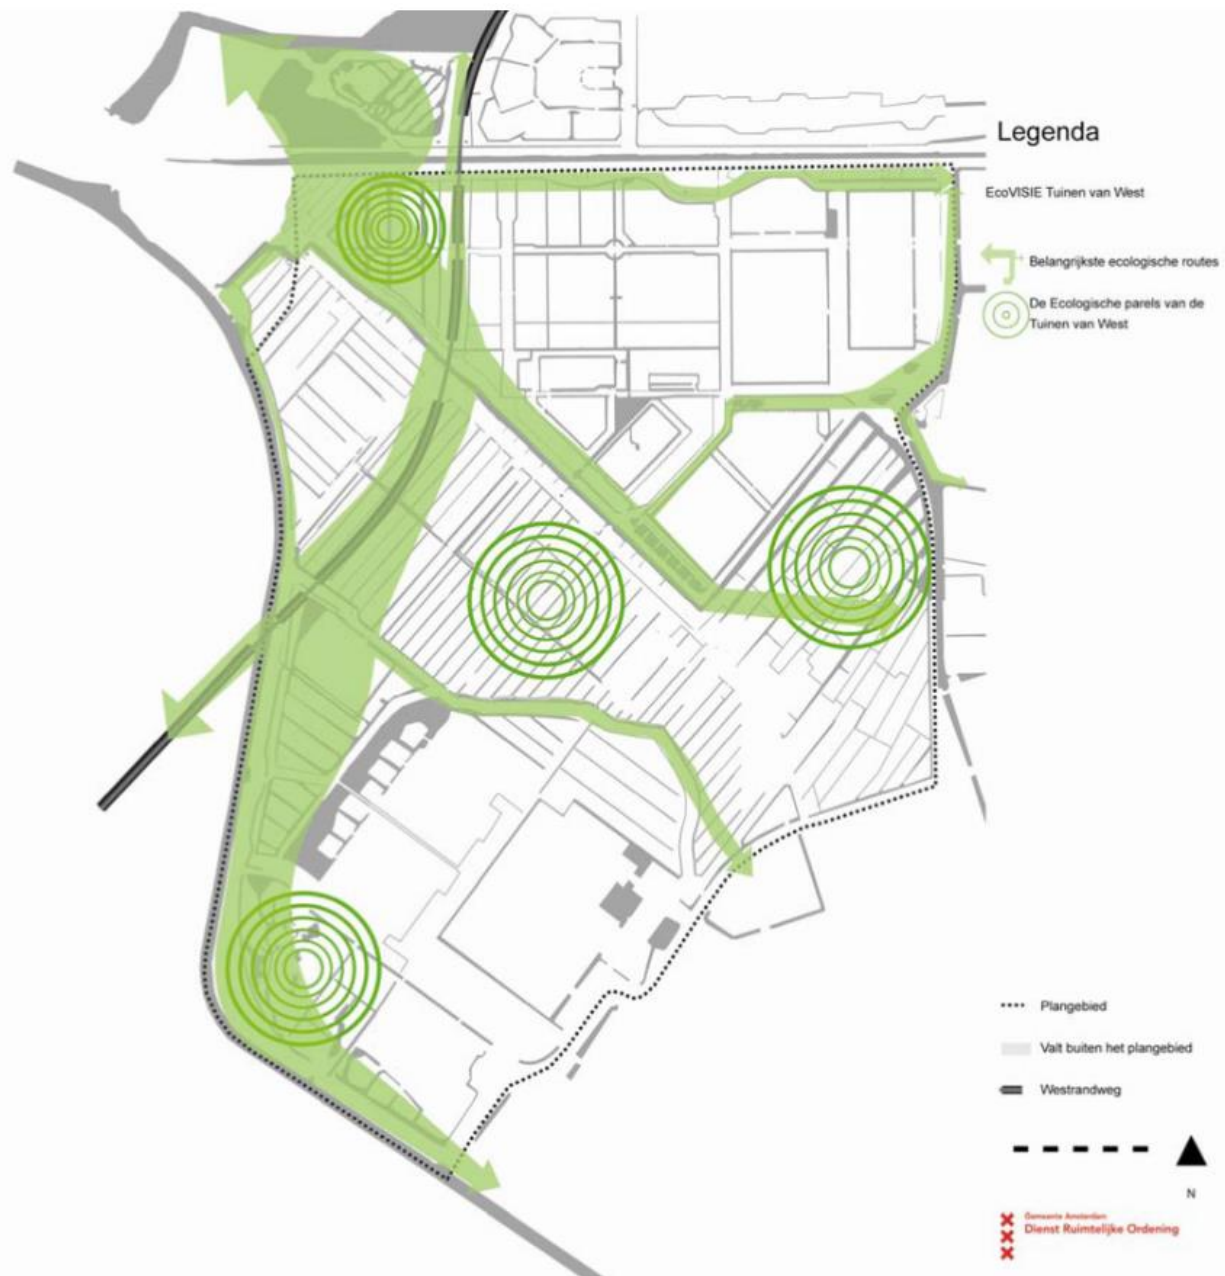 Legenda
EcoVISIE Tuinen van West
Belangrijkste ecologische routes
De Ecologische parels van de
Tuinen van West
Plangebied
Valt buiten het plangebied
Westrandweg
N
Gemeente Amsterdam
Dienst Ruimtelijke Ordening